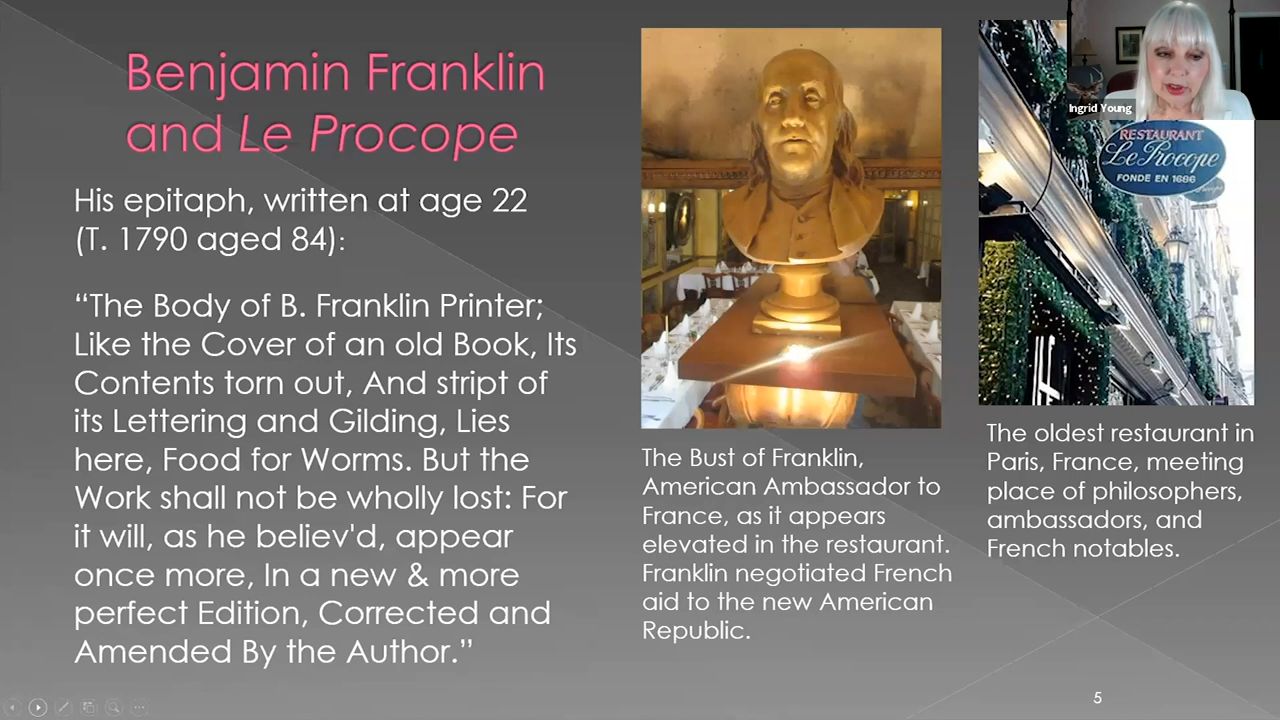 Benjamin Franklin
and Le Procope
His epitaph, written at age 22
(T. 1790 aged 84):
“The Body of B. Franklin Printer;
Like the Cover of an old Book, Its
Contents torn out, And stript of
its Lettering and Gilding, Lies
here, Food for Worms. But the
Work shall not be wholly lost: For
it will, as he believ'd, appear
once more, In a new & more
perfect Edition, Corrected and
Amended By the Author.”
The Bust of Franklin,
American Ambassador to
France, as it appears
elevated in the restaurant.
Franklin negotiated French
aid to the new American
Republic.
Ingrid Young
RESTAURANT
Le Procope
FONDÉ EN 1686
The oldest restaurant in
Paris, France, meeting
place of philosophers,
ambassadors, and
French notables.
5